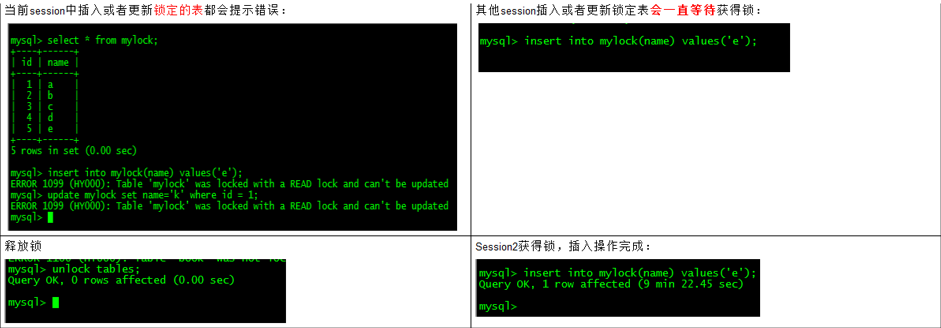 当前session中插入或者更新锁定的表都会提示错误：
mysql> select * from mylock;
+----+------+
| id | name |
+----+------+
| 1 | a |
| 2 | b |
| 3 | c |
| 4 | d |
| 5 | e |
+----+------+
5 rows in set (0.00 sec)
mysql> insert into mylock(name) values('e');
ERROR 1099 (HY000): Table 'mylock' was locked with a READ lock and can't be updated
mysql> update mylock set name='k' where id = 1;
ERROR 1099 (HY000): Table 'mylock' was locked with a READ lock and can't be updated
mysql>
其他session插入或者更新锁定表会一直等待获得锁：
mysql> insert into mylock(name) values('e');
释放锁
mysql> unlock tables;
Query OK, 0 rows affected (0.00 sec)
mysql>
Session2获得锁，插入操作完成：
mysql> insert into mylock(name) values('e');
Query OK, 1 row affected (9 min 22.45 sec)
mysql>